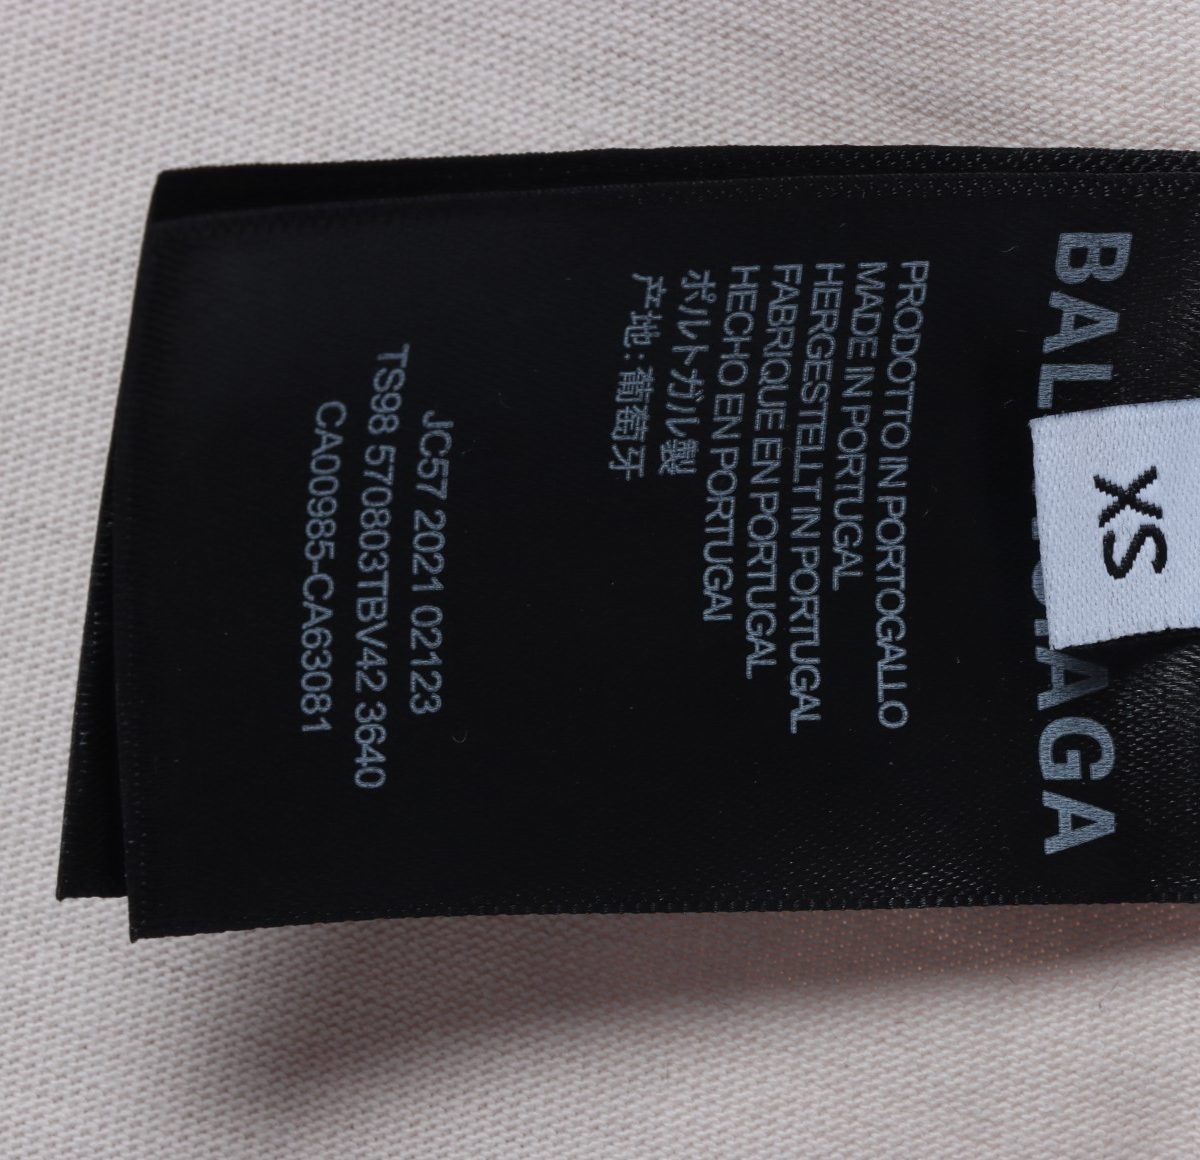 BAL IAGA
XS
PRODOTTO IN PORTOGALLO
MADE IN PORTUGAL
HERGESTELLT IN PORTUGAL
FABRIQUE EN PORTUGAL
HECHO EN PORTUGAl
ポルトガル製
产地:葡萄牙
JC57 2021 02123
TS98 570803TBV42 3640
CA00985-CA63081